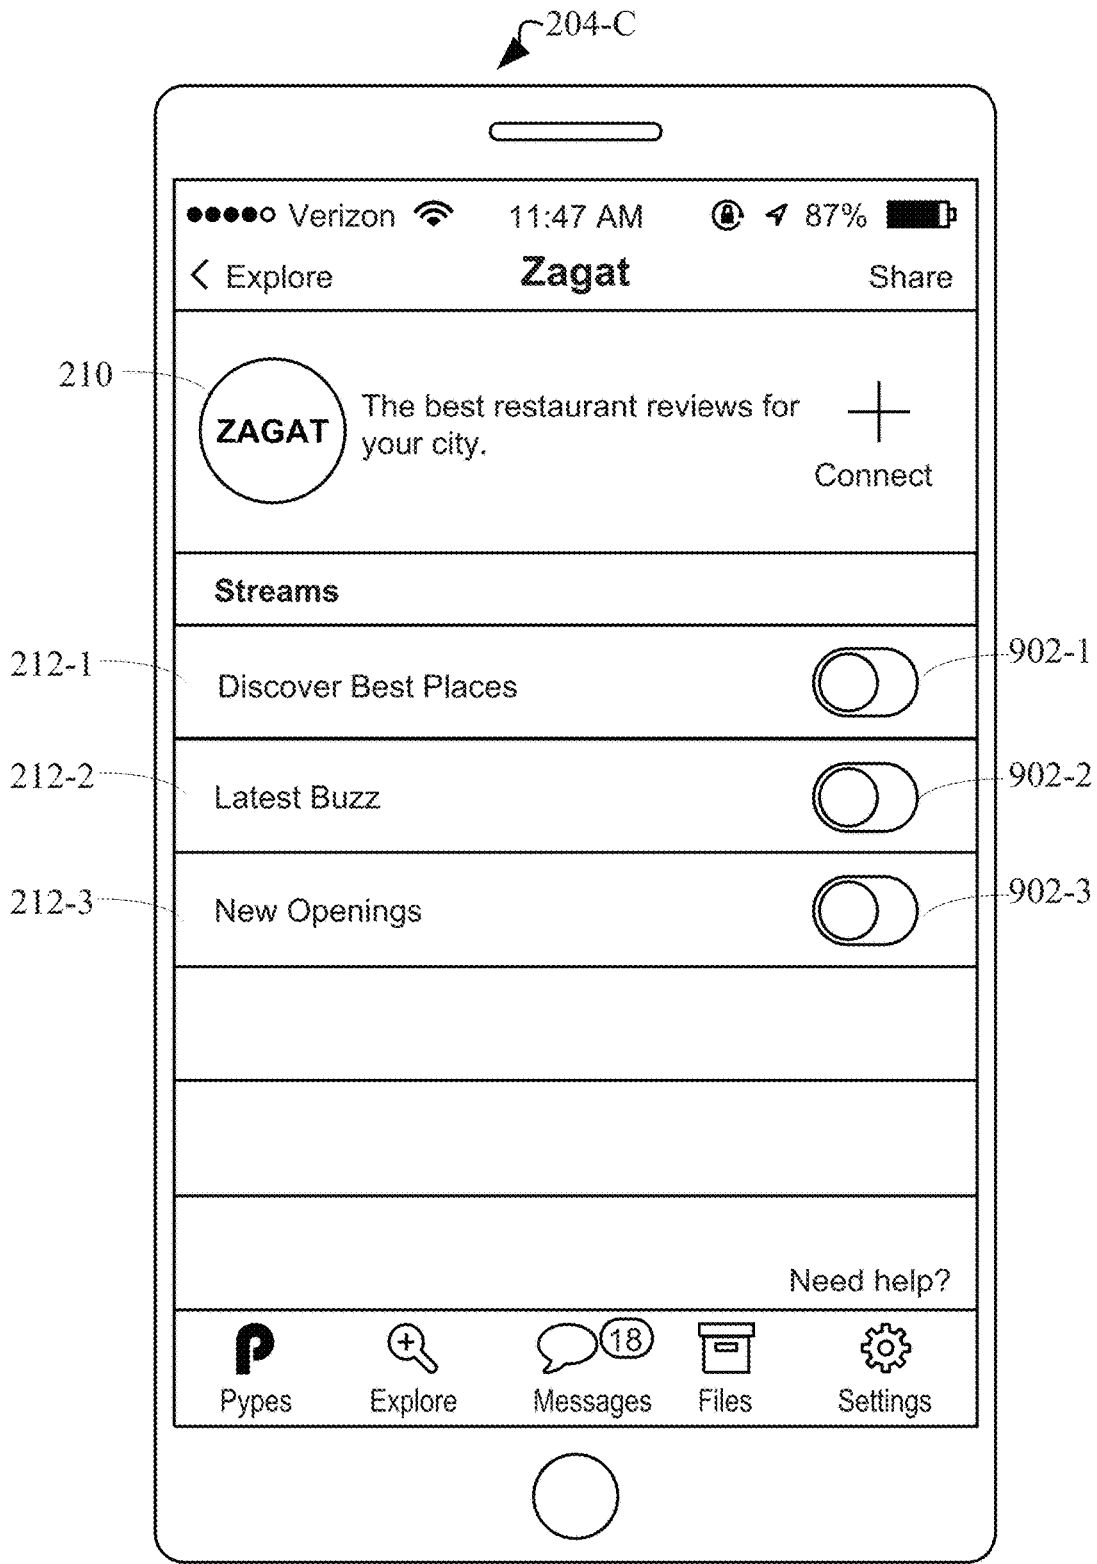 204-C
Verizon 11:47 AM 87%
< Explore Zagat Share
210
ZAGAT
The best restaurant reviews for
your city.
Connect
Streams
212-1 Discover Best Places 902-1
212-2 Latest Buzz 902-2
212-3 New Openings 902-3
Need help?
18
Pypes Explore Messages Files Settings